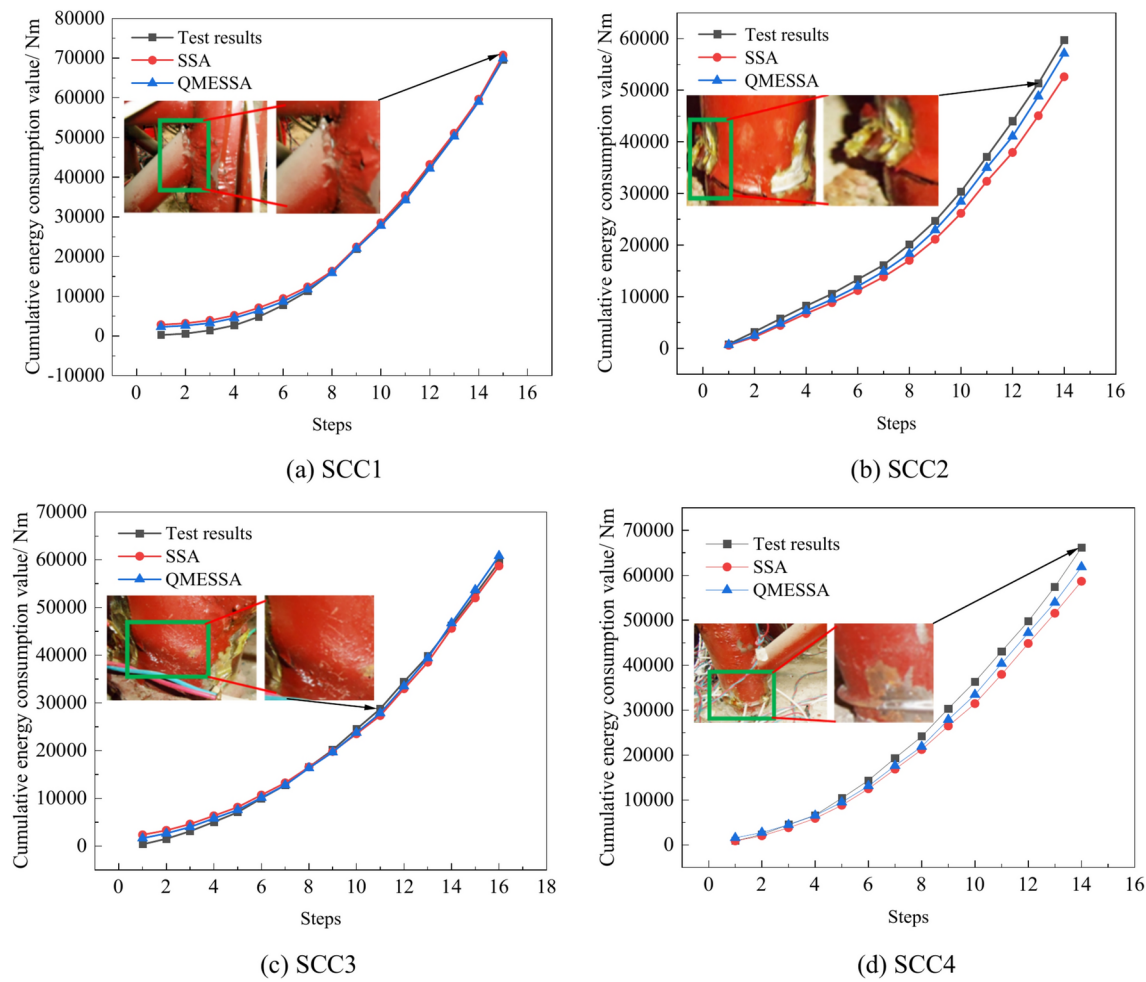 Cumulative energy consumption value/ Nm
80000
70000
60000
50000
40000
30000
20000
10000
0
-10000
Test results
SSA
QMESSA
0 2 4 6 8 10 12 14 16
Steps
(a) SCC1
Cumulative energy consumption value/ Nm
60000
50000
40000
30000
20000
10000
0
Test results
SSA
QMESSA
0 2 4 6 8 10 12 14 16
Steps
(b) SCC2
Cumulative energy consumption value/ Nm
70000
60000
50000
40000
30000
20000
10000
0
Test results
SSA
QMESSA
0 2 4 6 8 10 12 14 16 18
Steps
(c) SCC3
Cumulative energy consumption value/ Nm
70000
60000
50000
40000
30000
20000
10000
0
Test results
SSA
QMESSA
0 2 4 6 8 10 12 14 16
Steps
(d) SCC4